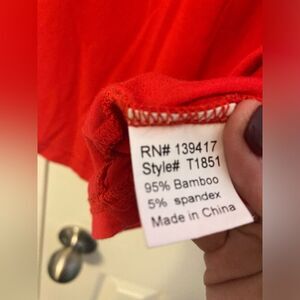 RN# 139417
Style# T1851
95% Bamboo
5% spandex
Made in China